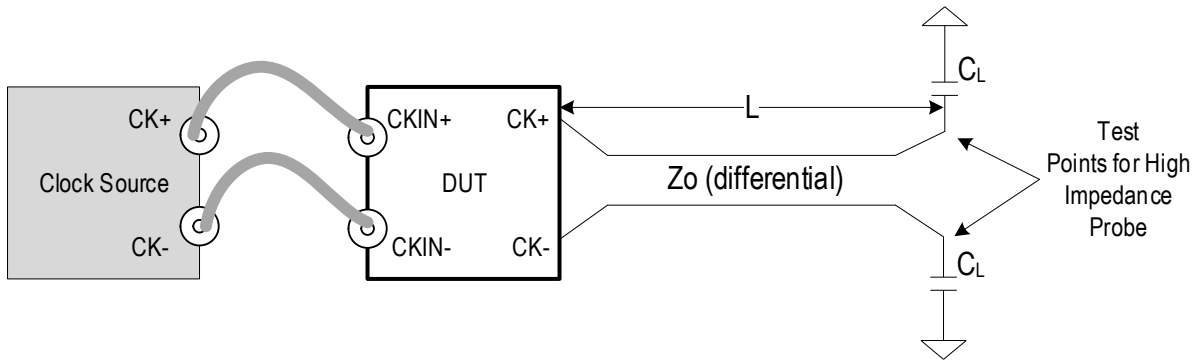 CK+
Clock Source
CK-
CKIN+
CK+
DUT
CKIN-
CK-
L
Zo (differential)
CL
CL
Test
Points for High
Impedance
Probe